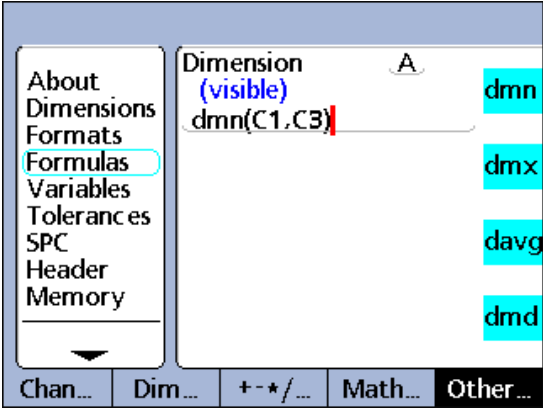 About
Dimensions
Formats
Formulas
Variables
Tolerances
SPC
Header
Memory
Dimension A
(visible)
dmn(C1,C3)
dmn
dmx
davg
dmd
Chan... Dim... +-*/... Math... Other...